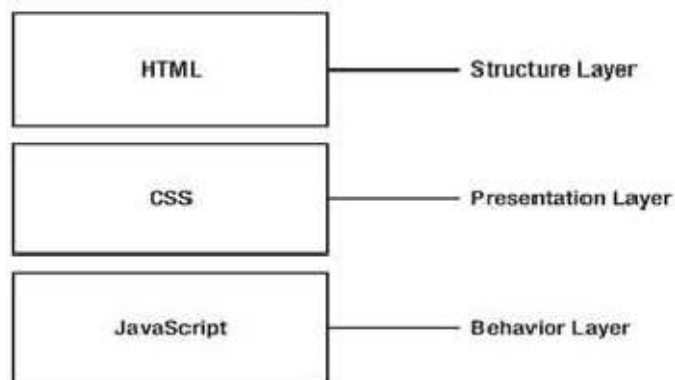 HTML
Structure Layer
CSS
Presentation Layer
JavaScript
Behavior Layer